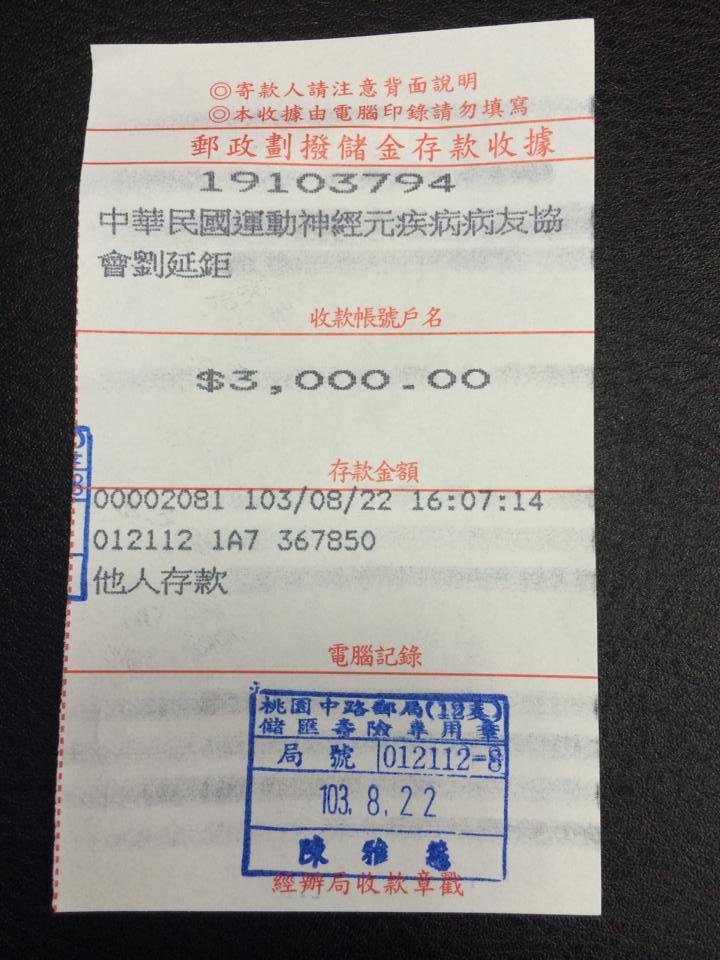 ◎寄款人請注意背面說明
◎本收據由電腦印錄請勿填寫
郵政劃撥儲金存款收據
19103794
中華民國運動神經元疾病病友協
會劉延鉅
收款帳號戶名
$3,000.00
存款金額
00002081 103/08/22 16:07:14
012112 1A7 367850
他人存款
電腦記錄
桃園中路郵局(12支)
儲匯壽險專用章
局號 012112-8
103.8.22
陳雅
經辦局收款章戳